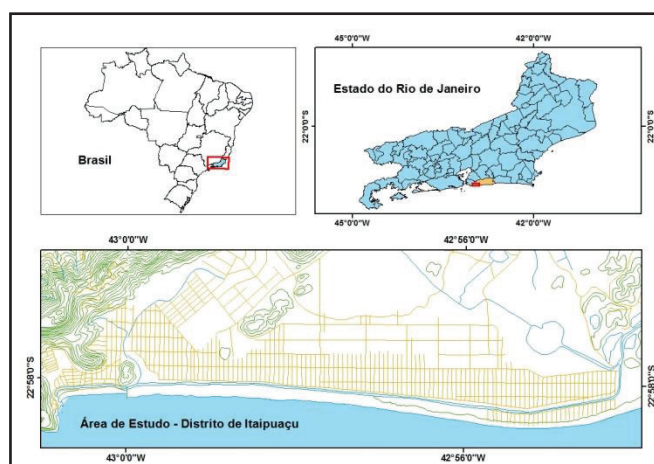 45°0'0"W
42°0'0"W
Brasil
Estado do Rio de Janeiro
22°0'0"S
22°0'0"S
45°0'0"W
42°0'0"W
43°0'0"W
42°56'0"W
22°58'0"S
22°58'0"S
Área de Estudo - Distrito de Itaipuaçu
43°0'0"W
42°56'0"W